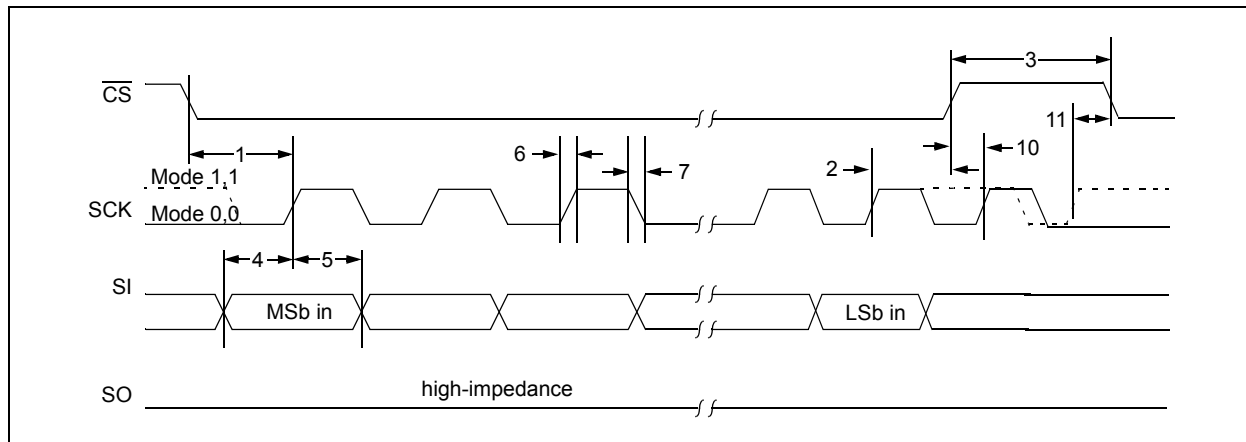 3
CS
11
1
6
7
2
10
Mode 1,1
SCK
Mode 0,0
4
5
SI
MSb in
LSb in
SO
high-impedance